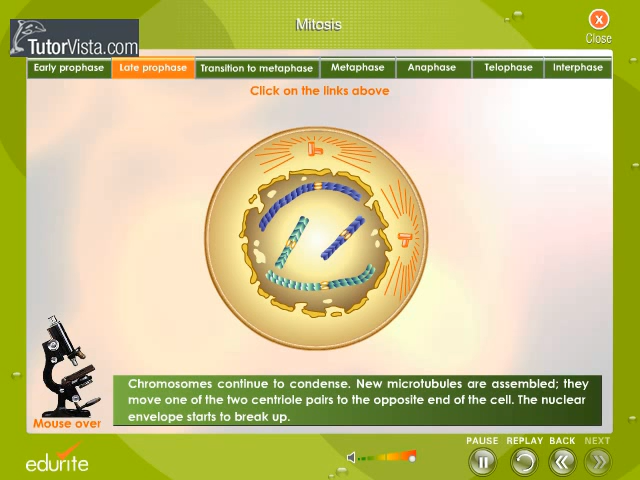 Mitosis
TutorVista.com
Close
Early prophase Late prophase Transition to metaphase Metaphase Anaphase Telophase Interphase
Click on the links above
Chromosomes continue to condense. New microtubules are assembled; they
move one of the two centriole pairs to the opposite end of the cell. The nuclear
envelope starts to break up.
Mouse over
edurite
PAUSE REPLAY BACK NEXT